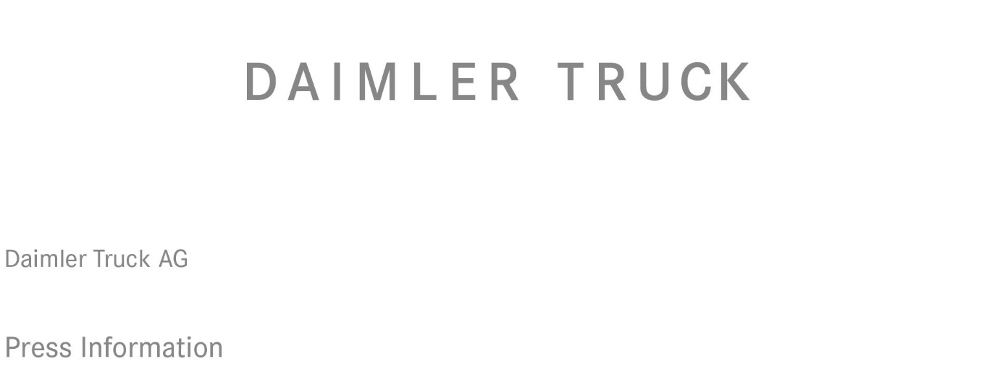 DAIMLER TRUCK
Daimler Truck AG
Press Information